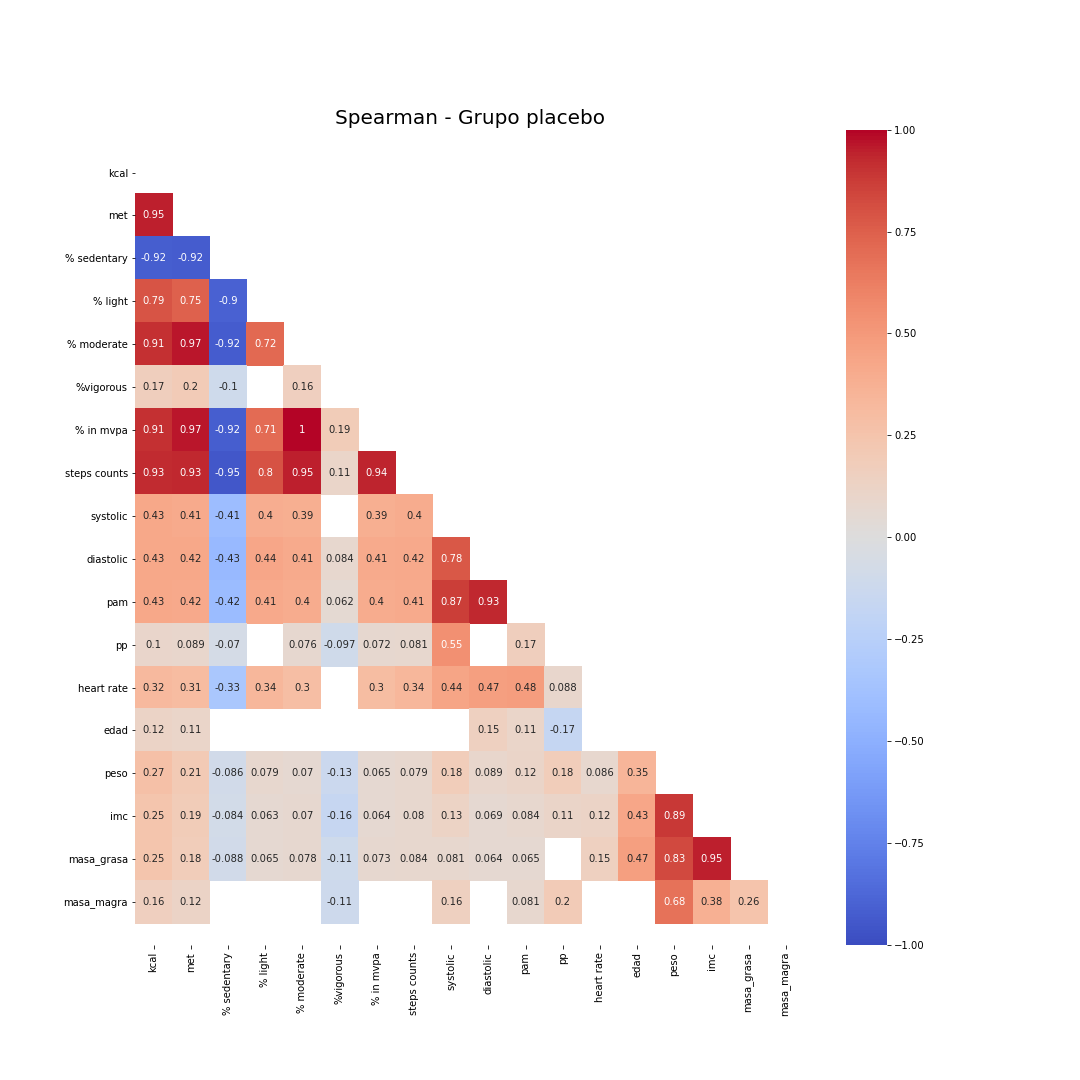 Spearman - Grupo placebo
kcal
met 0.95
% sedentary -0.92 -0.92
% light 0.79 0.75 -0.9
% moderate 0.91 0.97 -0.92 0.72
%vigorous 0.17 0.2 -0.1 0.16
% in mvpa 0.91 0.97 -0.92 0.71 1 0.19
steps counts 0.93 0.93 -0.95 0.8 0.95 0.11 0.94
systolic 0.43 0.41 -0.41 0.4 0.39 0.39 0.4
diastolic 0.43 0.42 -0.43 0.44 0.41 0.084 0.41 0.42 0.78
pam 0.43 0.42 -0.42 0.41 0.4 0.062 0.4 0.41 0.87 0.93
pp 0.1 0.089 -0.07 0.076 -0.097 0.072 0.081 0.55 0.17
heart rate 0.32 0.31 -0.33 0.34 0.3 0.3 0.34 0.44 0.47 0.48 0.088
edad 0.12 0.11 0.15 0.11 -0.17
peso 0.27 0.21 -0.086 0.079 0.07 -0.13 0.065 0.079 0.18 0.089 0.12 0.18 0.086 0.35
imc 0.25 0.19 -0.084 0.063 0.07 -0.16 0.064 0.08 0.13 0.069 0.084 0.11 0.12 0.43 0.89
masa_grasa 0.25 0.18 -0.088 0.065 0.078 -0.11 0.073 0.084 0.081 0.064 0.065 0.15 0.47 0.83 0.95
masa_magra 0.16 0.12 -0.11 0.16 0.081 0.2 0.68 0.38 0.26
kcal met % sedentary % light % moderate %vigorous % in mvpa steps counts systolic diastolic pam pp heart rate edad peso imc masa_grasa masa_magra
1.00
0.75
0.50
0.25
0.00
−0.25
−0.50
−0.75
−1.00